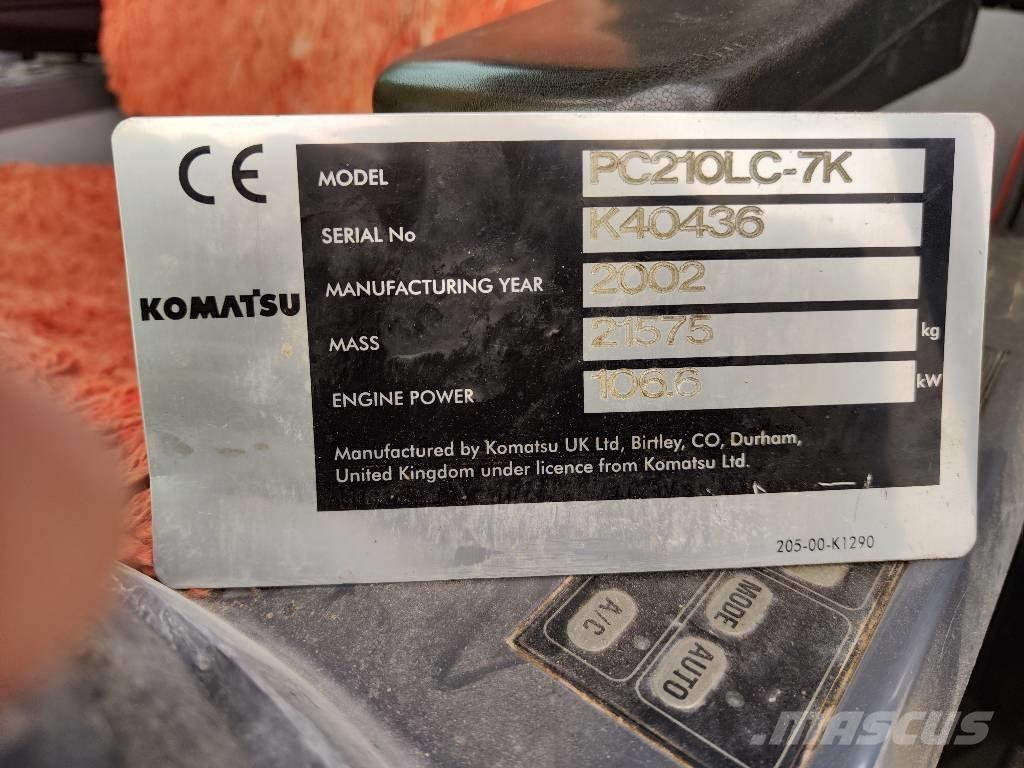 CE
KOMATSU
MODEL PC210LC-7K
SERIAL No K40436
MANUFACTURING YEAR 2002
MASS 21575 kg
ENGINE POWER 106.6 kW
Manufactured by Komatsu UK Ltd, Birtley, CO, Durham,
United Kingdom under licence from Komatsu Ltd.
205-00-K1290
A/C
MODE
AUTO
MASCUS